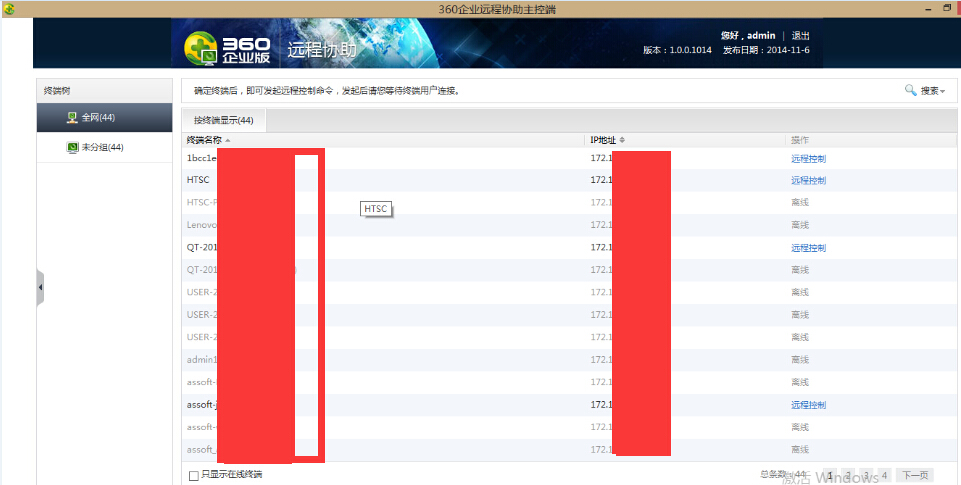 360企业远程协助主控端
360 企业版 远程协助
您好，admin | 退出
版本：1.0.0.1014 发布日期：2014-11-6
终端树
确定终端后，即可发起远程控制命令，发起后请您等待终端用户连接。
搜索
全网(44)
按终端显示(44)
终端名称 IP地址 操作
未分组(44)
1bcc1e 172.1 远程控制
HTSC 172.1 远程控制
HTSC-P 172.1 离线
HTSC
Lenovo 172.1 离线
QT-201 172.1 远程控制
QT-201 172.1 离线
USER-2 172.1 离线
USER-2 172.1 离线
USER-2 172.1 离线
admin1 172.1 离线
assoft- 172.1 离线
assoft-j 172.1 远程控制
assoft- 172.1 离线
assoft_ 172.1 离线
只显示在线终端
总条数：44 1 2 3 4 下一页
激活 Windows